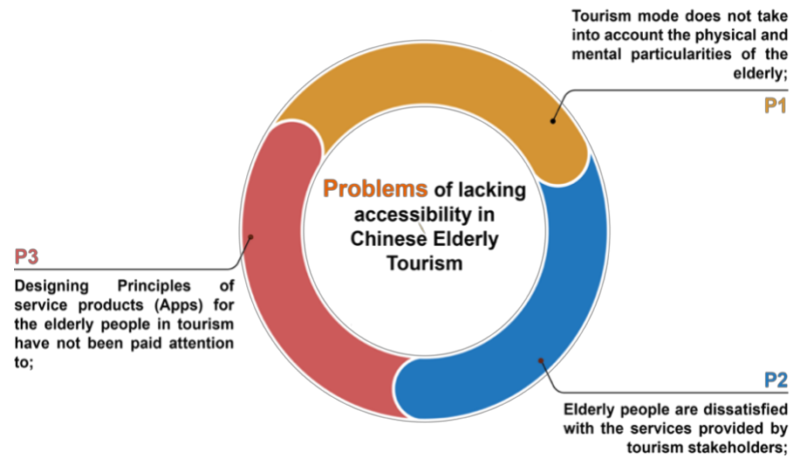 Tourism mode does not take
into account the physical and
mental particularities of the
elderly;
P1
Problems of lacking
accessibility in
Chinese Elderly
Tourism
P3
Designing Principles of
service products (Apps) for
the elderly people in tourism
have not been paid attention
to;
P2
Elderly people are dissatisfied
with the services provided by
tourism stakeholders;